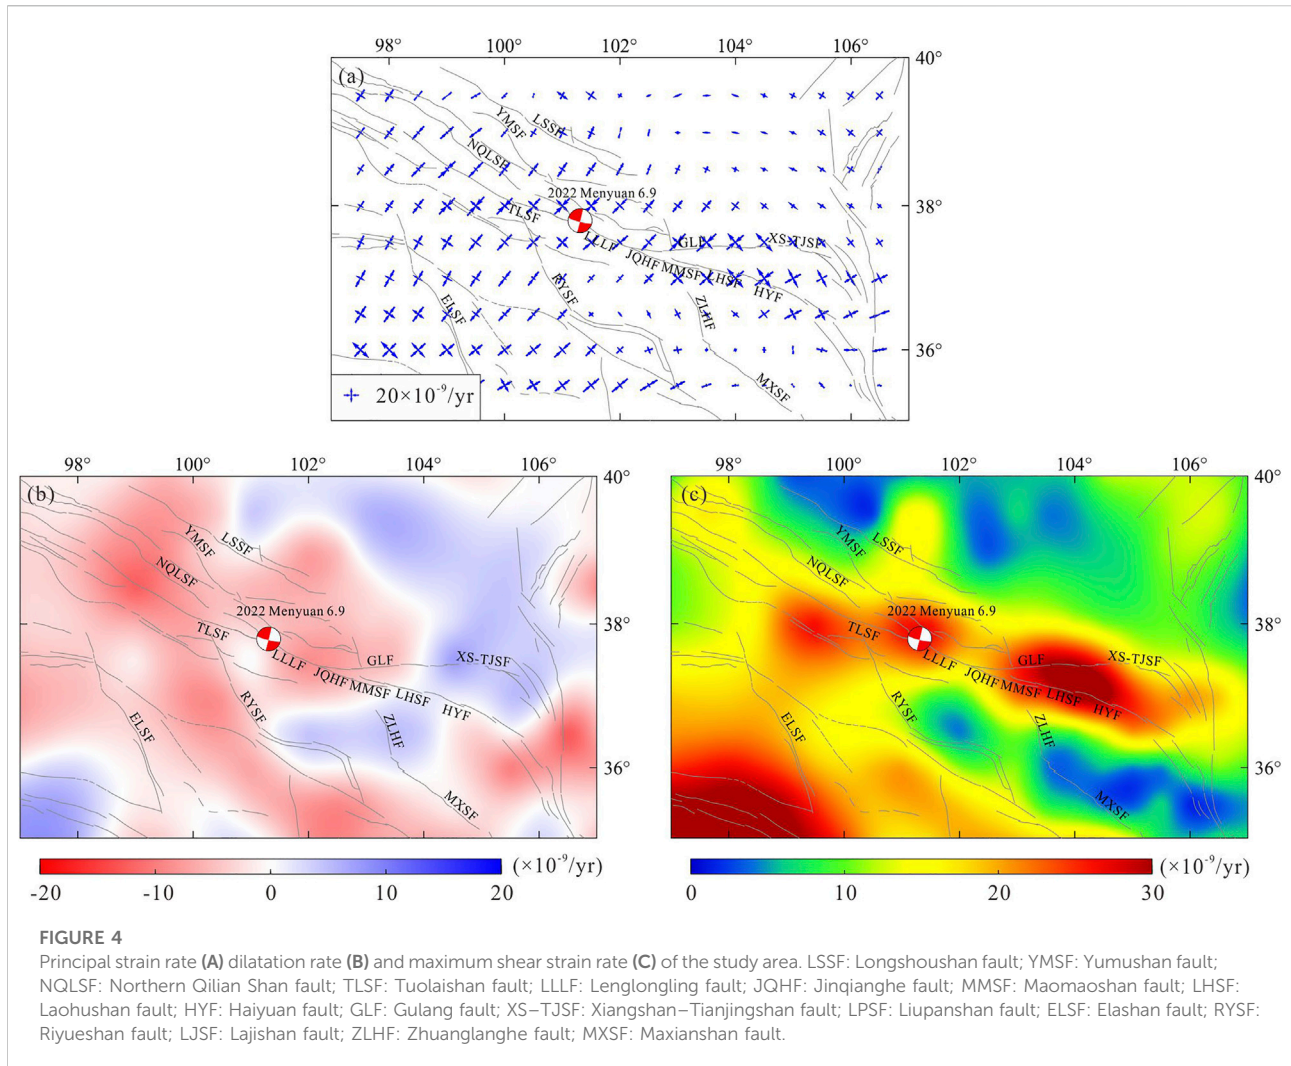 98° 100° 102° 104° 106°
(a)
40°
YMSF
LSSF
NQLSF
2022 Menyuan 6.9
38°
TLSF
LLLF
GLF
XS-TJSF
JQHF
MMSF
LHSF
HYF
RYSF
ELSF
ZLHF
36°
MXSF
20×10⁻⁹/yr
98° 100° 102° 104° 106°
40°
(b)
YMSF
LSSF
NQLSF
2022 Menyuan 6.9
38°
TLSF
LLLF
GLF
XS-TJSF
JQHF
MMSF
LHSF
HYF
RYSF
ELSF
ZLHF
36°
MXSF
-20 -10 0 10 20
(×10⁻⁹/yr)
98° 100° 102° 104° 106°
40°
(c)
YMSF
LSSF
NQLSF
2022 Menyuan 6.9
38°
TLSF
LLLF
GLF
XS-TJSF
JQHF
MMSF
LHSF
HYF
RYSF
ELSF
ZLHF
36°
MXSF
0 10 20 30
(×10⁻⁹/yr)
FIGURE 4
Principal strain rate (A) dilatation rate (B) and maximum shear strain rate (C) of the study area. LSSF: Longshoushan fault; YMSF: Yumushan fault;
NQLSF: Northern Qilian Shan fault; TLSF: Tuolaishan fault; LLLF: Lenglongling fault; JQHF: Jinqianghe fault; MMSF: Maomaoshan fault; LHSF:
Laohushan fault; HYF: Haiyuan fault; GLF: Gulang fault; XS–TJSF: Xiangshan–Tianjingshan fault; LPSF: Liupanshan fault; ELSF: Elashan fault; RYSF:
Riyueshan fault; LJSF: Lajishan fault; ZLHF: Zhuanglanghe fault; MXSF: Maxianshan fault.